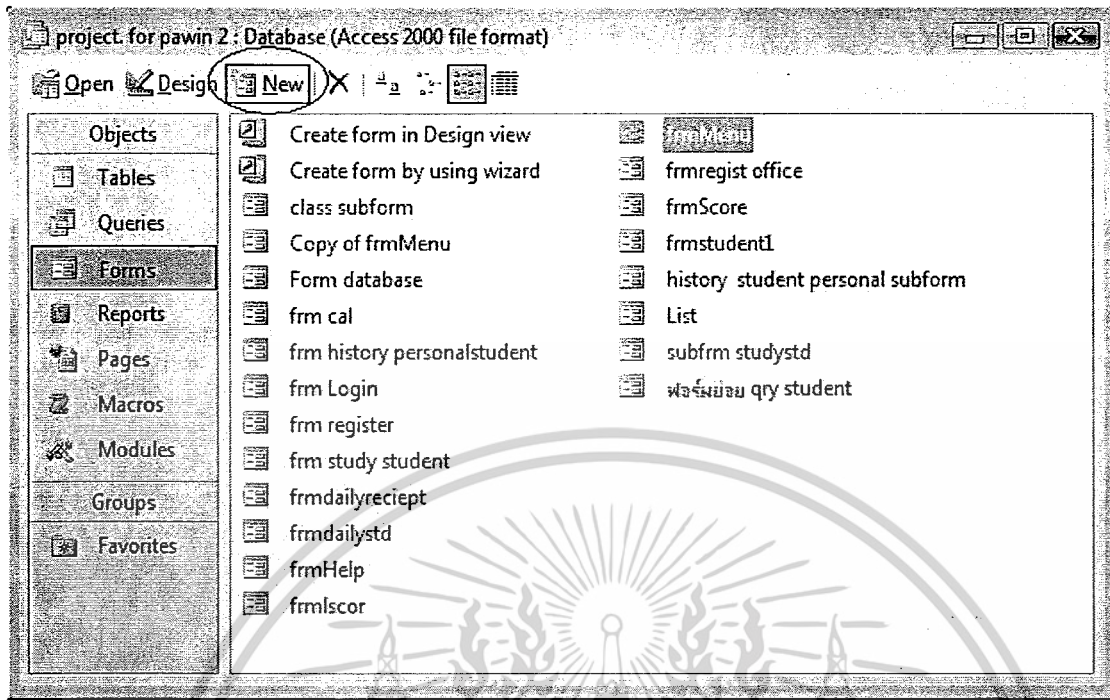 project. for pawin 2 : Database (Access 2000 file format)
Open Design New
Objects
Tables
Queries
Forms
Reports
Pages
Macros
Modules
Groups
Favorites
Create form in Design view
Create form by using wizard
class subform
Copy of frmMenu
Form database
frm cal
frm history personalstudent
frm Login
frm register
frm study student
frmdailyreciept
frmdailystd
frmHelp
frmlscor
frmMenu
frmregist office
frmScore
frmstudent1
history student personal subform
List
subfrm studystd
ฟอร์มย่อย qry student